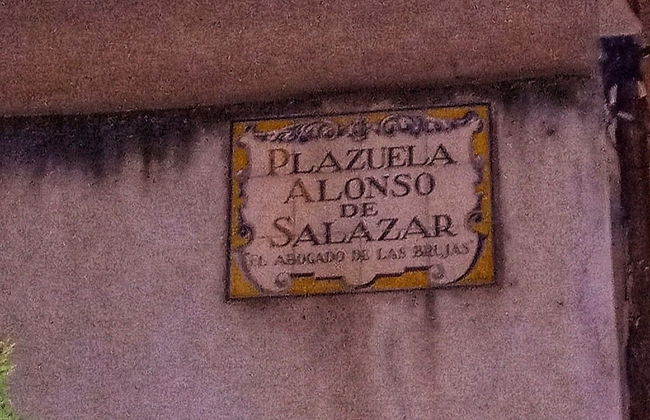 PLAZUELA
ALONSO
DE
SALAZAR
"EL ABOGADO DE LAS BRUJAS"